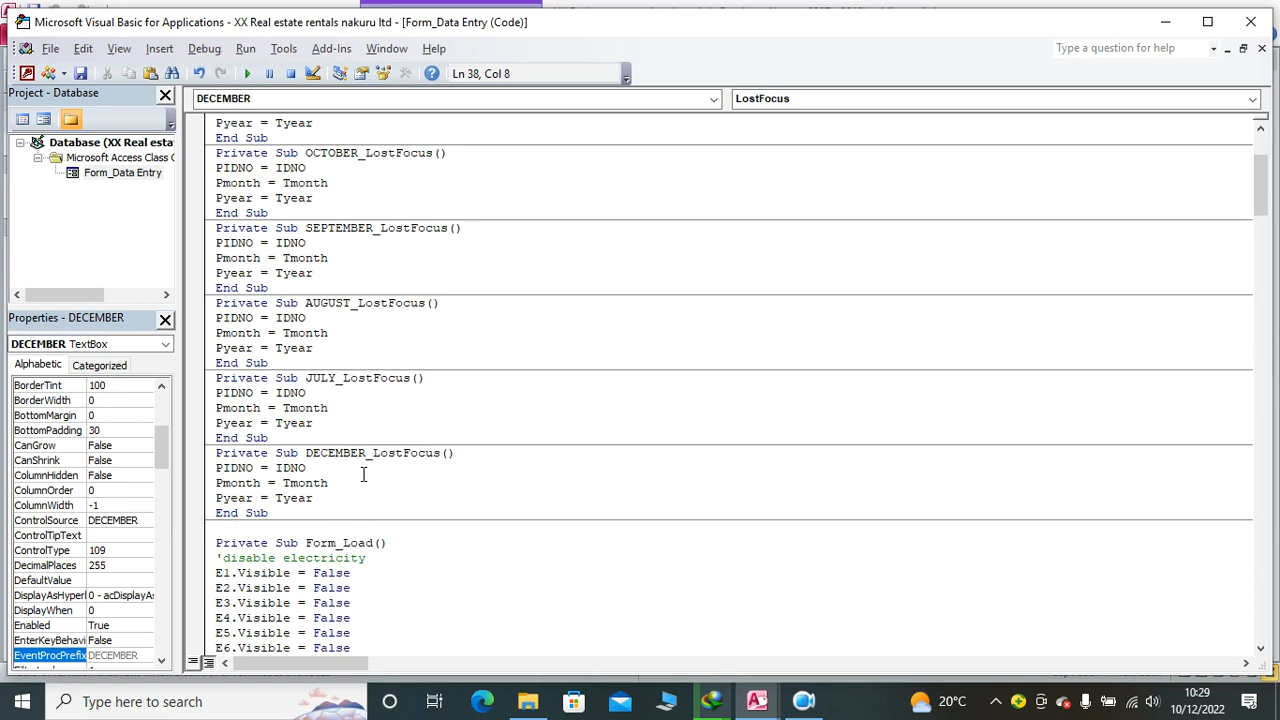 Microsoft Visual Basic for Applications - XX Real estate rentals nakuru ltd - [Form_Data Entry (Code)]
File Edit View Insert Debug Run Tools Add-Ins Window Help
Type a question for help
Ln 38, Col 8
Project - Database
DECEMBER
LostFocus
Database (XX Real esta
Microsoft Access Class O
Form_Data Entry
Properties - DECEMBER
DECEMBER TextBox
Alphabetic Categorized
BorderTint 100
BorderWidth 0
BottomMargin 0
BottomPadding 30
CanGrow False
CanShrink False
ColumnHidden False
ColumnOrder 0
ColumnWidth -1
ControlSource DECEMBER
ControlTipText
ControlType 109
DecimalPlaces 255
DefaultValue
DisplayAsHyperl 0 - acDisplayAs
DisplayWhen 0
Enabled True
EnterKeyBehavi False
EventProcPrefix DECEMBER
Pyear = Tyear
End Sub
Private Sub OCTOBER_LostFocus()
PIDNO = IDNO
Pmonth = Tmonth
Pyear = Tyear
End Sub
Private Sub SEPTEMBER_LostFocus()
PIDNO = IDNO
Pmonth = Tmonth
Pyear = Tyear
End Sub
Private Sub AUGUST_LostFocus()
PIDNO = IDNO
Pmonth = Tmonth
Pyear = Tyear
End Sub
Private Sub JULY_LostFocus()
PIDNO = IDNO
Pmonth = Tmonth
Pyear = Tyear
End Sub
Private Sub DECEMBER_LostFocus()
PIDNO = IDNO
Pmonth = Tmonth
Pyear = Tyear
End Sub
Private Sub Form_Load()
'disable electricity
E1.Visible = False
E2.Visible = False
E3.Visible = False
E4.Visible = False
E5.Visible = False
E6.Visible = False
Type here to search
20°C
10:29
10/12/2022